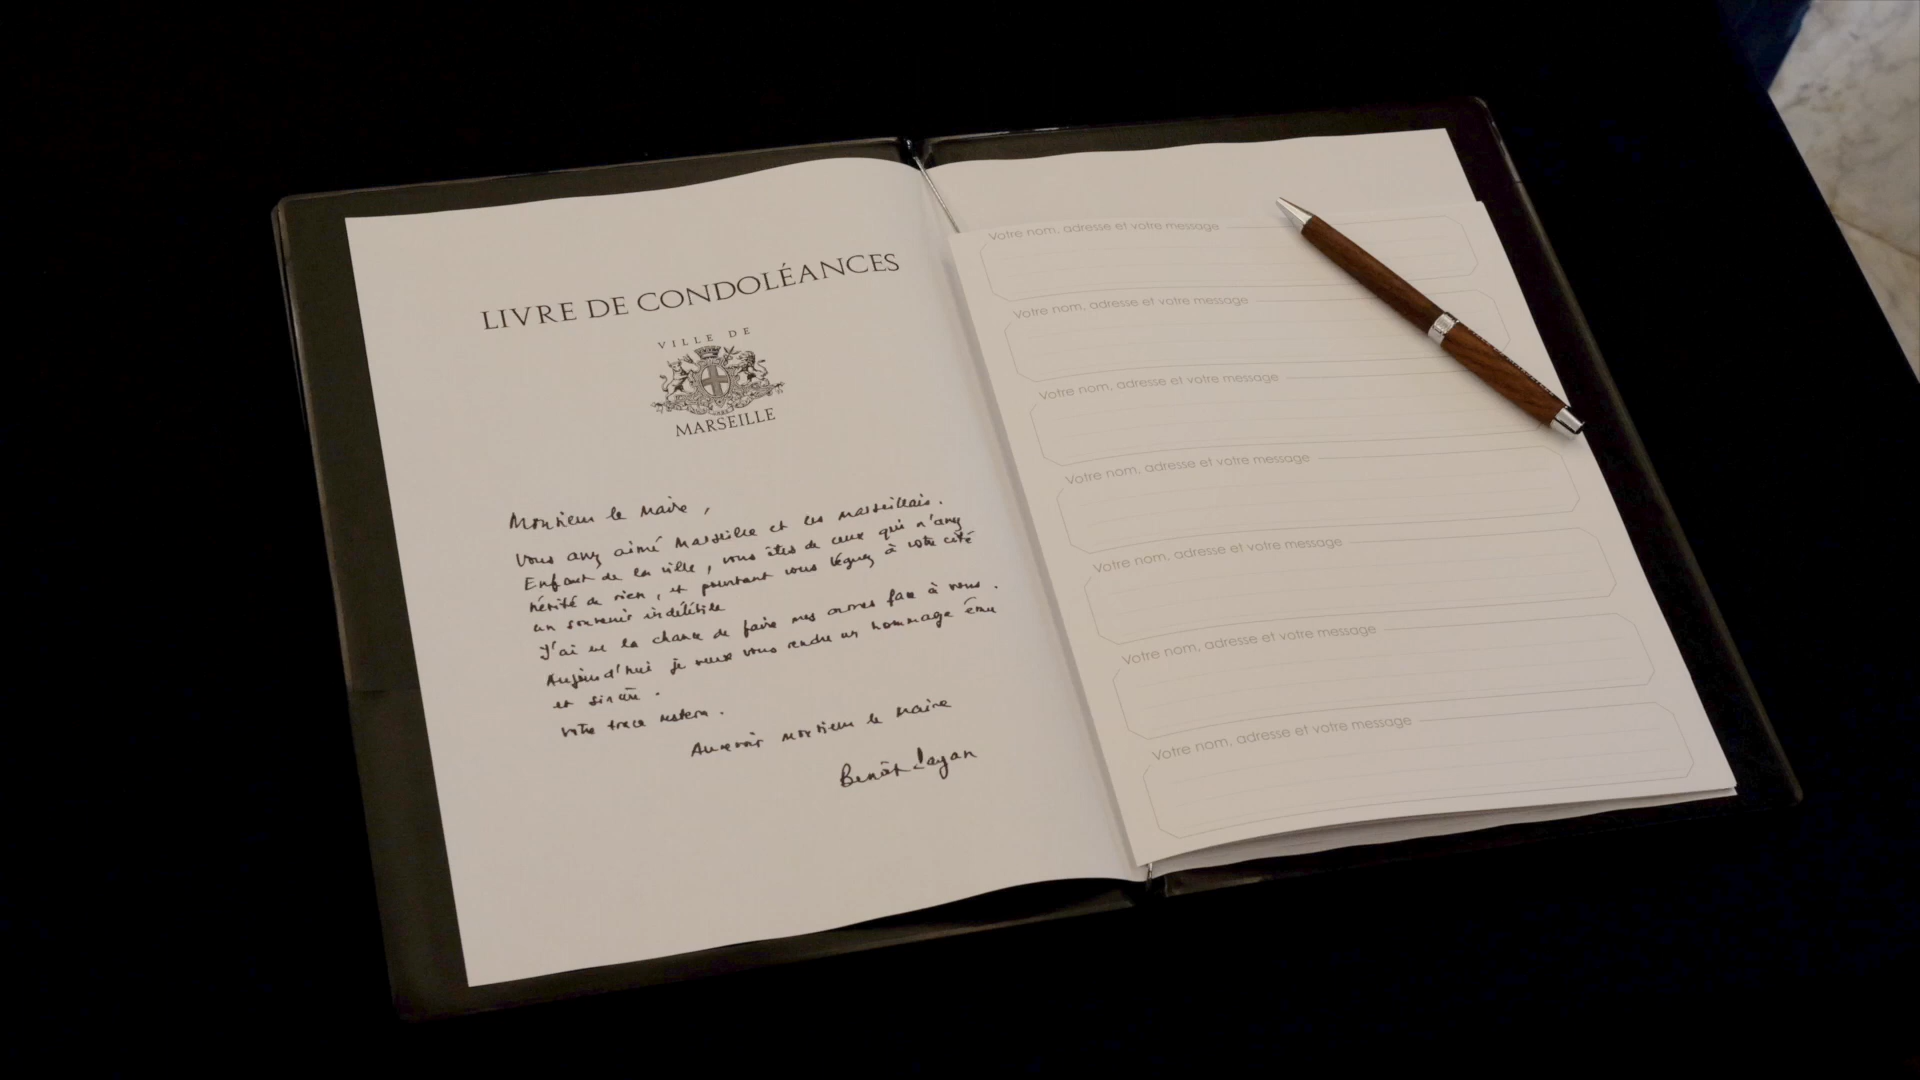 LIVRE DE CONDOLÉANCES
VILLE DE
MARSEILLE
Monsieur le Maire,
Vous avez aimé Marseille et les marseillais.
Enfant de la ville, vous êtes de ceux qui n'avez
hérité de rien, et pourtant vous léguez à votre cité
un souvenir indélébile
J'ai eu la chance de faire mes armes face à vous.
Aujourd'hui je veux vous rendre un hommage ému
et sincère.
Votre trace restera.
Au revoir Monsieur le Maire
Benoît Payan
Votre nom, adresse et votre message
Votre nom, adresse et votre message
Votre nom, adresse et votre message
Votre nom, adresse et votre message
Votre nom, adresse et votre message
Votre nom, adresse et votre message
Votre nom, adresse et votre message